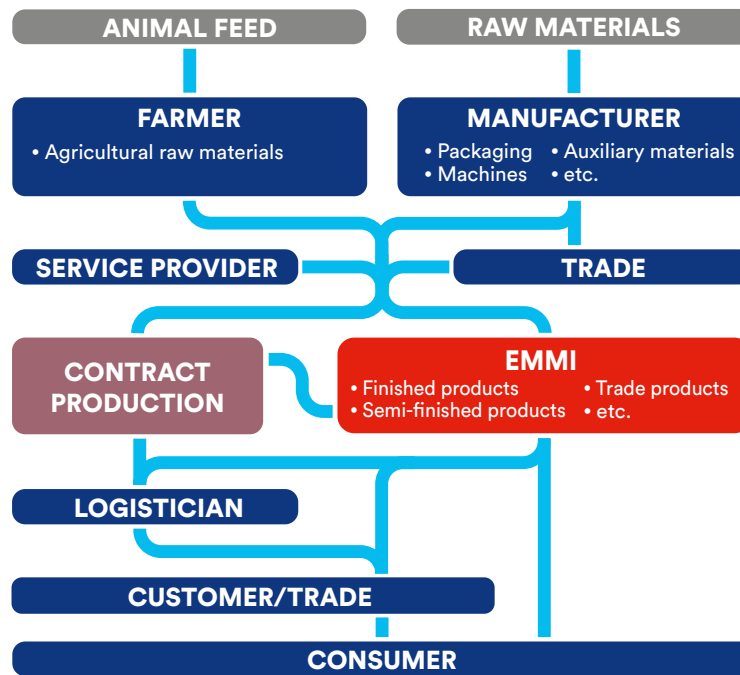 ANIMAL FEED
RAW MATERIALS
FARMER
• Agricultural raw materials
MANUFACTURER
• Packaging • Auxiliary materials
• Machines • etc.
SERVICE PROVIDER
TRADE
CONTRACT
PRODUCTION
EMMI
• Finished products • Trade products
• Semi-finished products • etc.
LOGISTICIAN
CUSTOMER/TRADE
CONSUMER